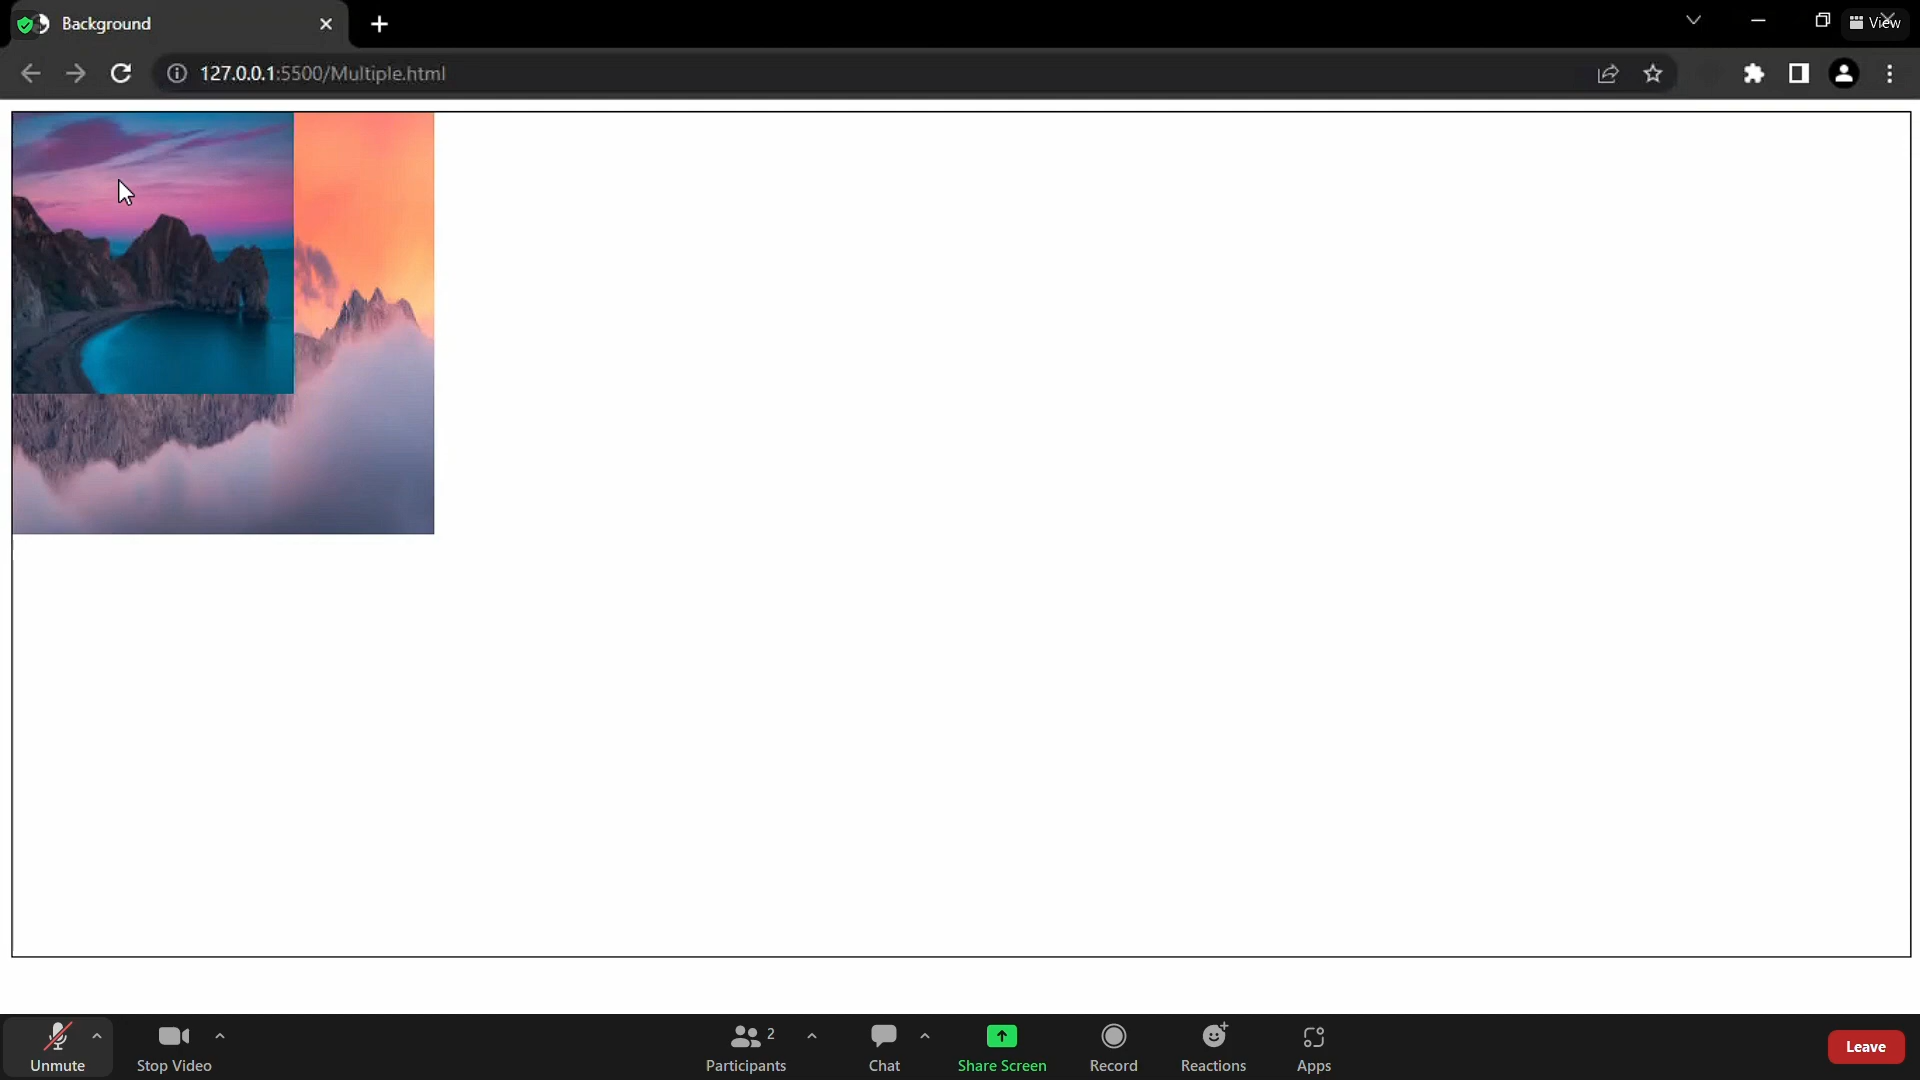 Background
View
127.0.0.1:5500/Multiple.html
Unmute
Stop Video
2
Participants
Chat
Share Screen
Record
Reactions
Apps
Leave